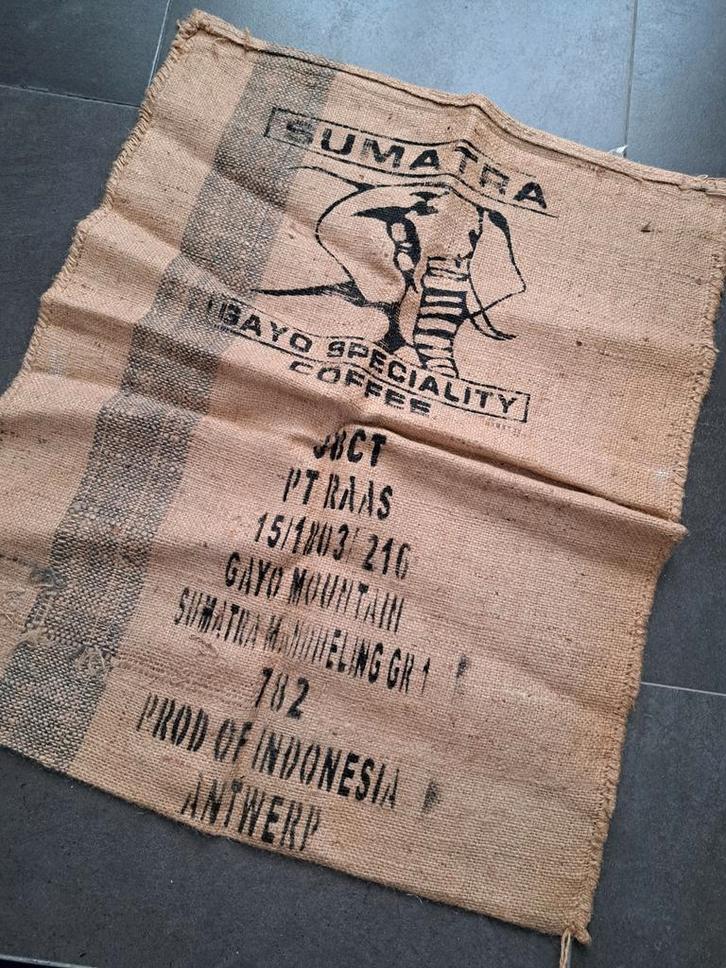 SUMATRA
GAYO SPECIALITY
COFFEE
PT RAAS
15/1803/216
GAYO MOUNTAIN
SUMATRA MANDHELING GR 1
782
PROD OF INDONESIA
ANTWERP